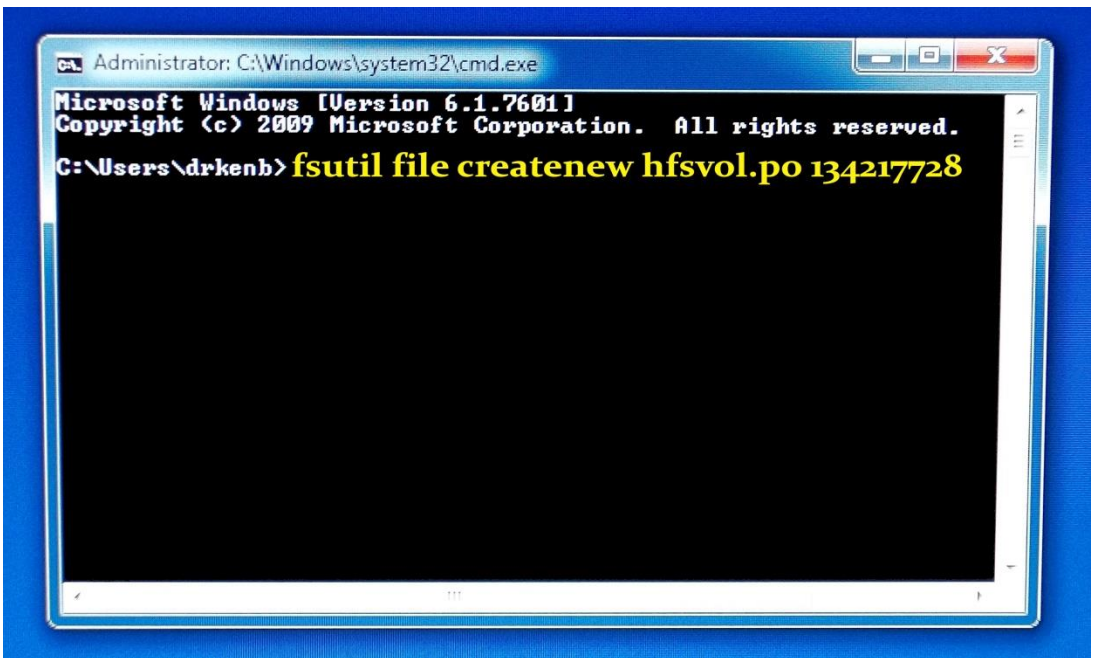 Administrator: C:\Windows\system32\cmd.exe
Microsoft Windows [Version 6.1.7601]
Copyright (c) 2009 Microsoft Corporation. All rights reserved.
C:\Users\drkenb>fsutil file createnew hfsvol.po 134217728